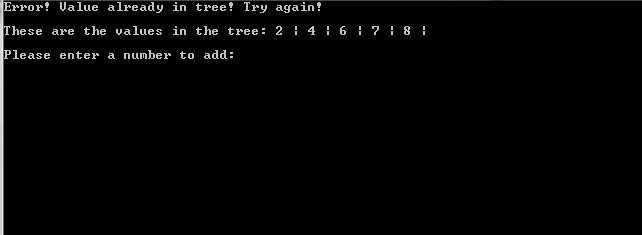 Error! Value already in tree! Try again!
These are the values in the tree: 2 ¦ 4 ¦ 6 ¦ 7 ¦ 8 ¦
Please enter a number to add: